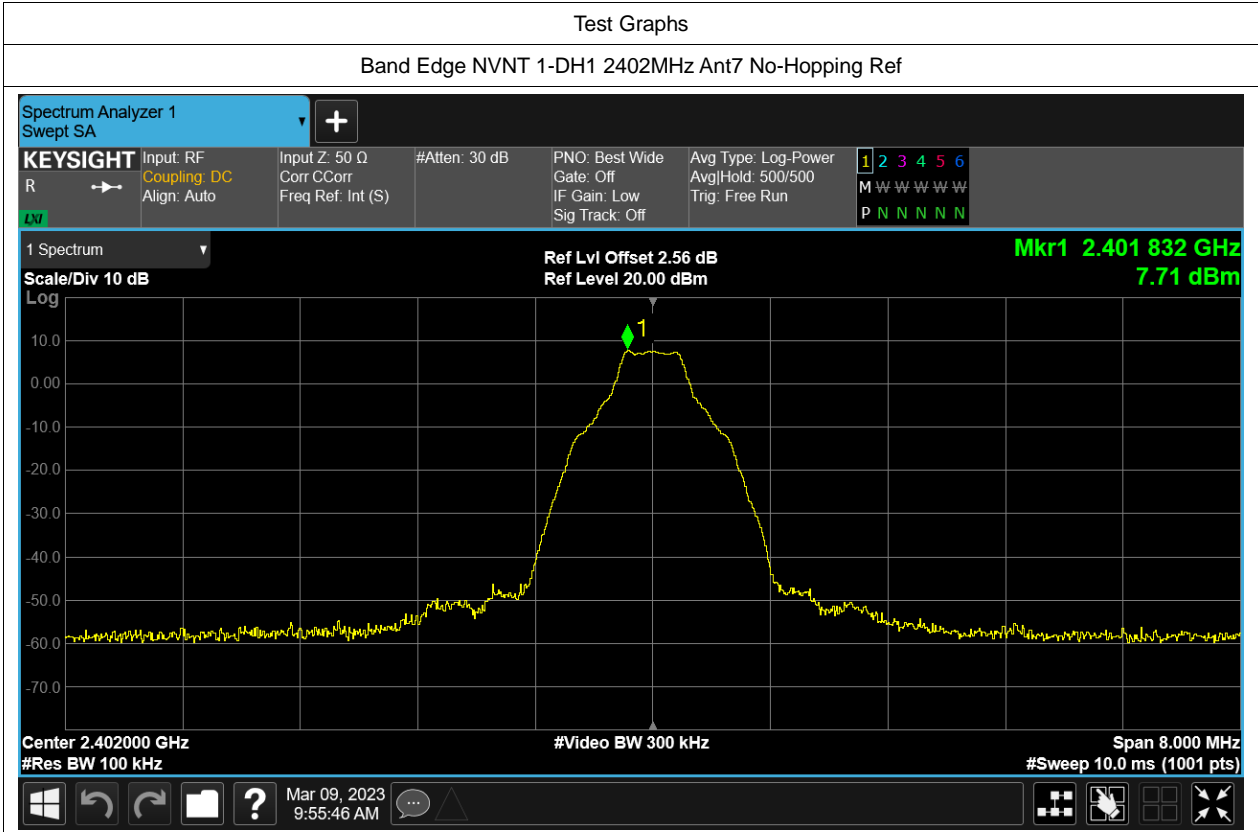 Test Graphs
Band Edge NVNT 1-DH1 2402MHz Ant7 No-Hopping Ref
Spectrum Analyzer 1
Swept SA
KEYSIGHT
R
LXI
Input: RF
Coupling: DC
Align: Auto
Input Z: 50 Ω
Corr CCorr
Freq Ref: Int (S)
#Atten: 30 dB
PNO: Best Wide
Gate: Off
IF Gain: Low
Sig Track: Off
Avg Type: Log-Power
Avg|Hold: 500/500
Trig: Free Run
1 2 3 4 5 6
M W W W W W
P N N N N N
1 Spectrum
Scale/Div 10 dB
Ref Lvl Offset 2.56 dB
Ref Level 20.00 dBm
Mkr1 2.401 832 GHz
7.71 dBm
Log
1
10.0
0.00
-10.0
-20.0
-30.0
-40.0
-50.0
-60.0
-70.0
Center 2.402000 GHz
#Res BW 100 kHz
#Video BW 300 kHz
Span 8.000 MHz
#Sweep 10.0 ms (1001 pts)
?
Mar 09, 2023
9:55:46 AM